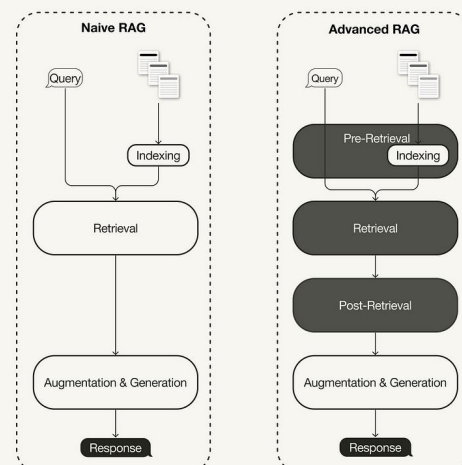 Naive RAG
Query
Indexing
Retrieval
Augmentation & Generation
Response
Advanced RAG
Query
Pre-Retrieval
Indexing
Retrieval
Post-Retrieval
Augmentation & Generation
Response